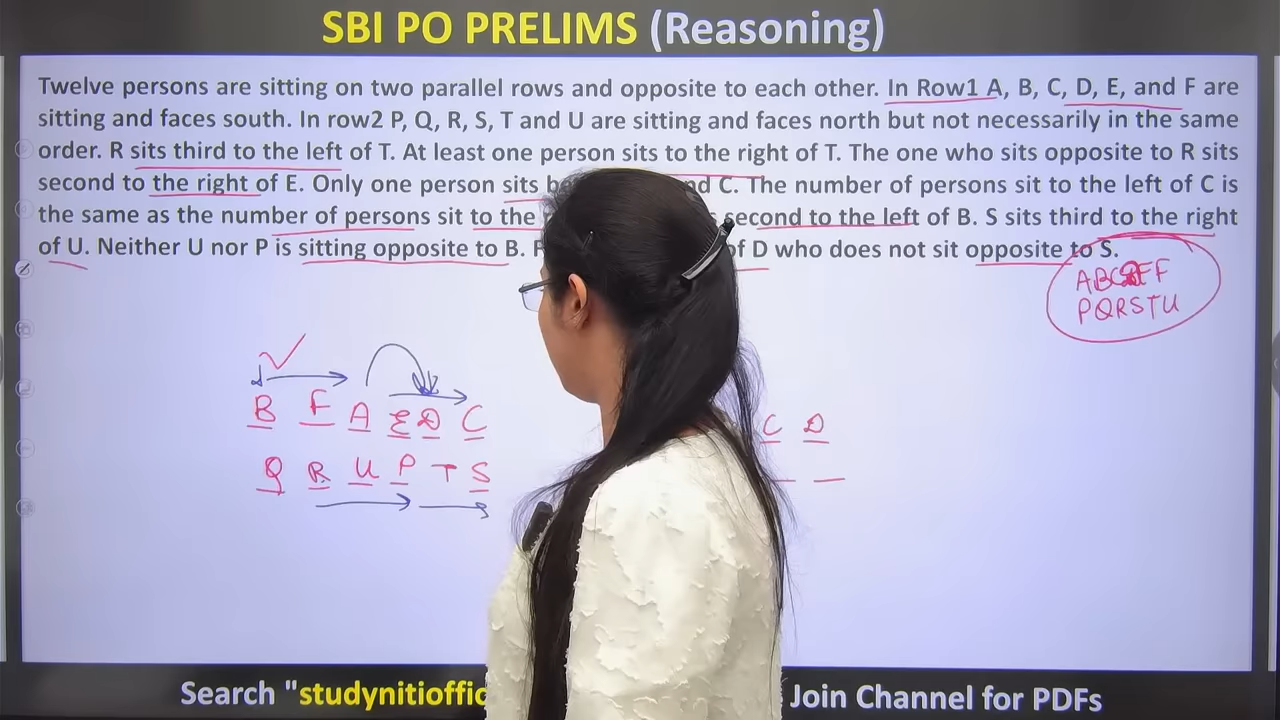 SBI PO PRELIMS (Reasoning)
Twelve persons are sitting on two parallel rows and opposite to each other. In Row1 A, B, C, D, E, and F are
sitting and faces south. In row2 P, Q, R, S, T and U are sitting and faces north but not necessarily in the same
order. R sits third to the left of T. At least one person sits to the right of T. The one who sits opposite to R sits
second to the right of E. Only one person sits nd C. The number of persons sit to the left of C is
the same as the number of persons sit to the second to the left of B. S sits third to the right
of U. Neither U nor P is sitting opposite to B. of D who does not sit opposite to S.
ABCDEF
PQRSTU
B F A E D C
C D
Q R U P T S
Search "studynitioffic Join Channel for PDFs